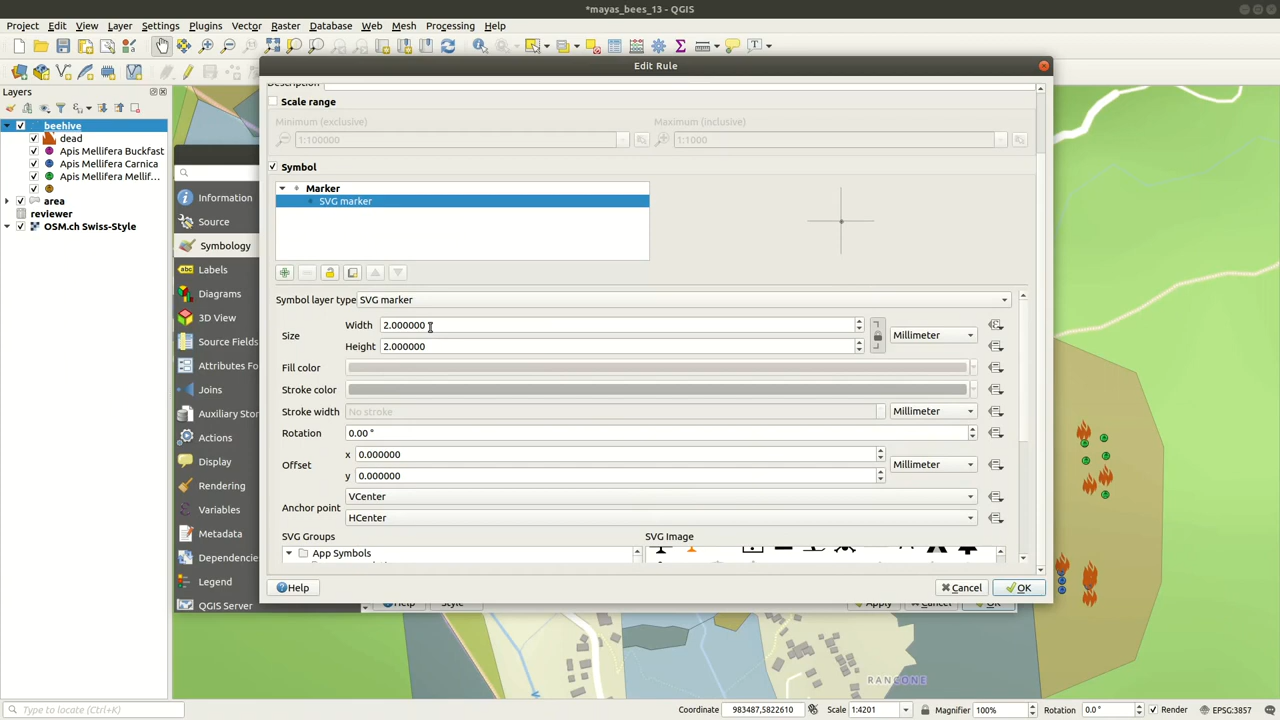 *mayas_bees_13 - QGIS
Project Edit View Layer Settings Plugins Vector Raster Database Web Mesh Processing Help
Edit Rule
Layers
beehive
dead
Apis Mellifera Buckfast
Apis Mellifera Carnica
Apis Mellifera Mellif...
area
reviewer
OSM.ch Swiss-Style
Information
Source
Symbology
abc Labels
Diagrams
3D View
Source Fields
Attributes Fo
Joins
Auxiliary Stor
Actions
Display
Rendering
Variables
Metadata
Dependencie
Legend
QGIS Server
Description
Scale range
Minimum (exclusive) Maximum (inclusive)
1:100000 1:1000
Symbol
Marker
SVG marker
Symbol layer type SVG marker
Size Width 2.000000 Millimeter
Height 2.000000
Fill color
Stroke color
Stroke width No stroke Millimeter
Rotation 0.00 °
Offset x 0.000000 Millimeter
y 0.000000
Anchor point VCenter
HCenter
SVG Groups SVG Image
App Symbols
Help Cancel OK
Help Style Apply Cancel OK
RANCONE
Type to locate (Ctrl+K) Coordinate 983487,5822610 Scale 1:4201 Magnifier 100% Rotation 0.0 ° Render EPSG:3857